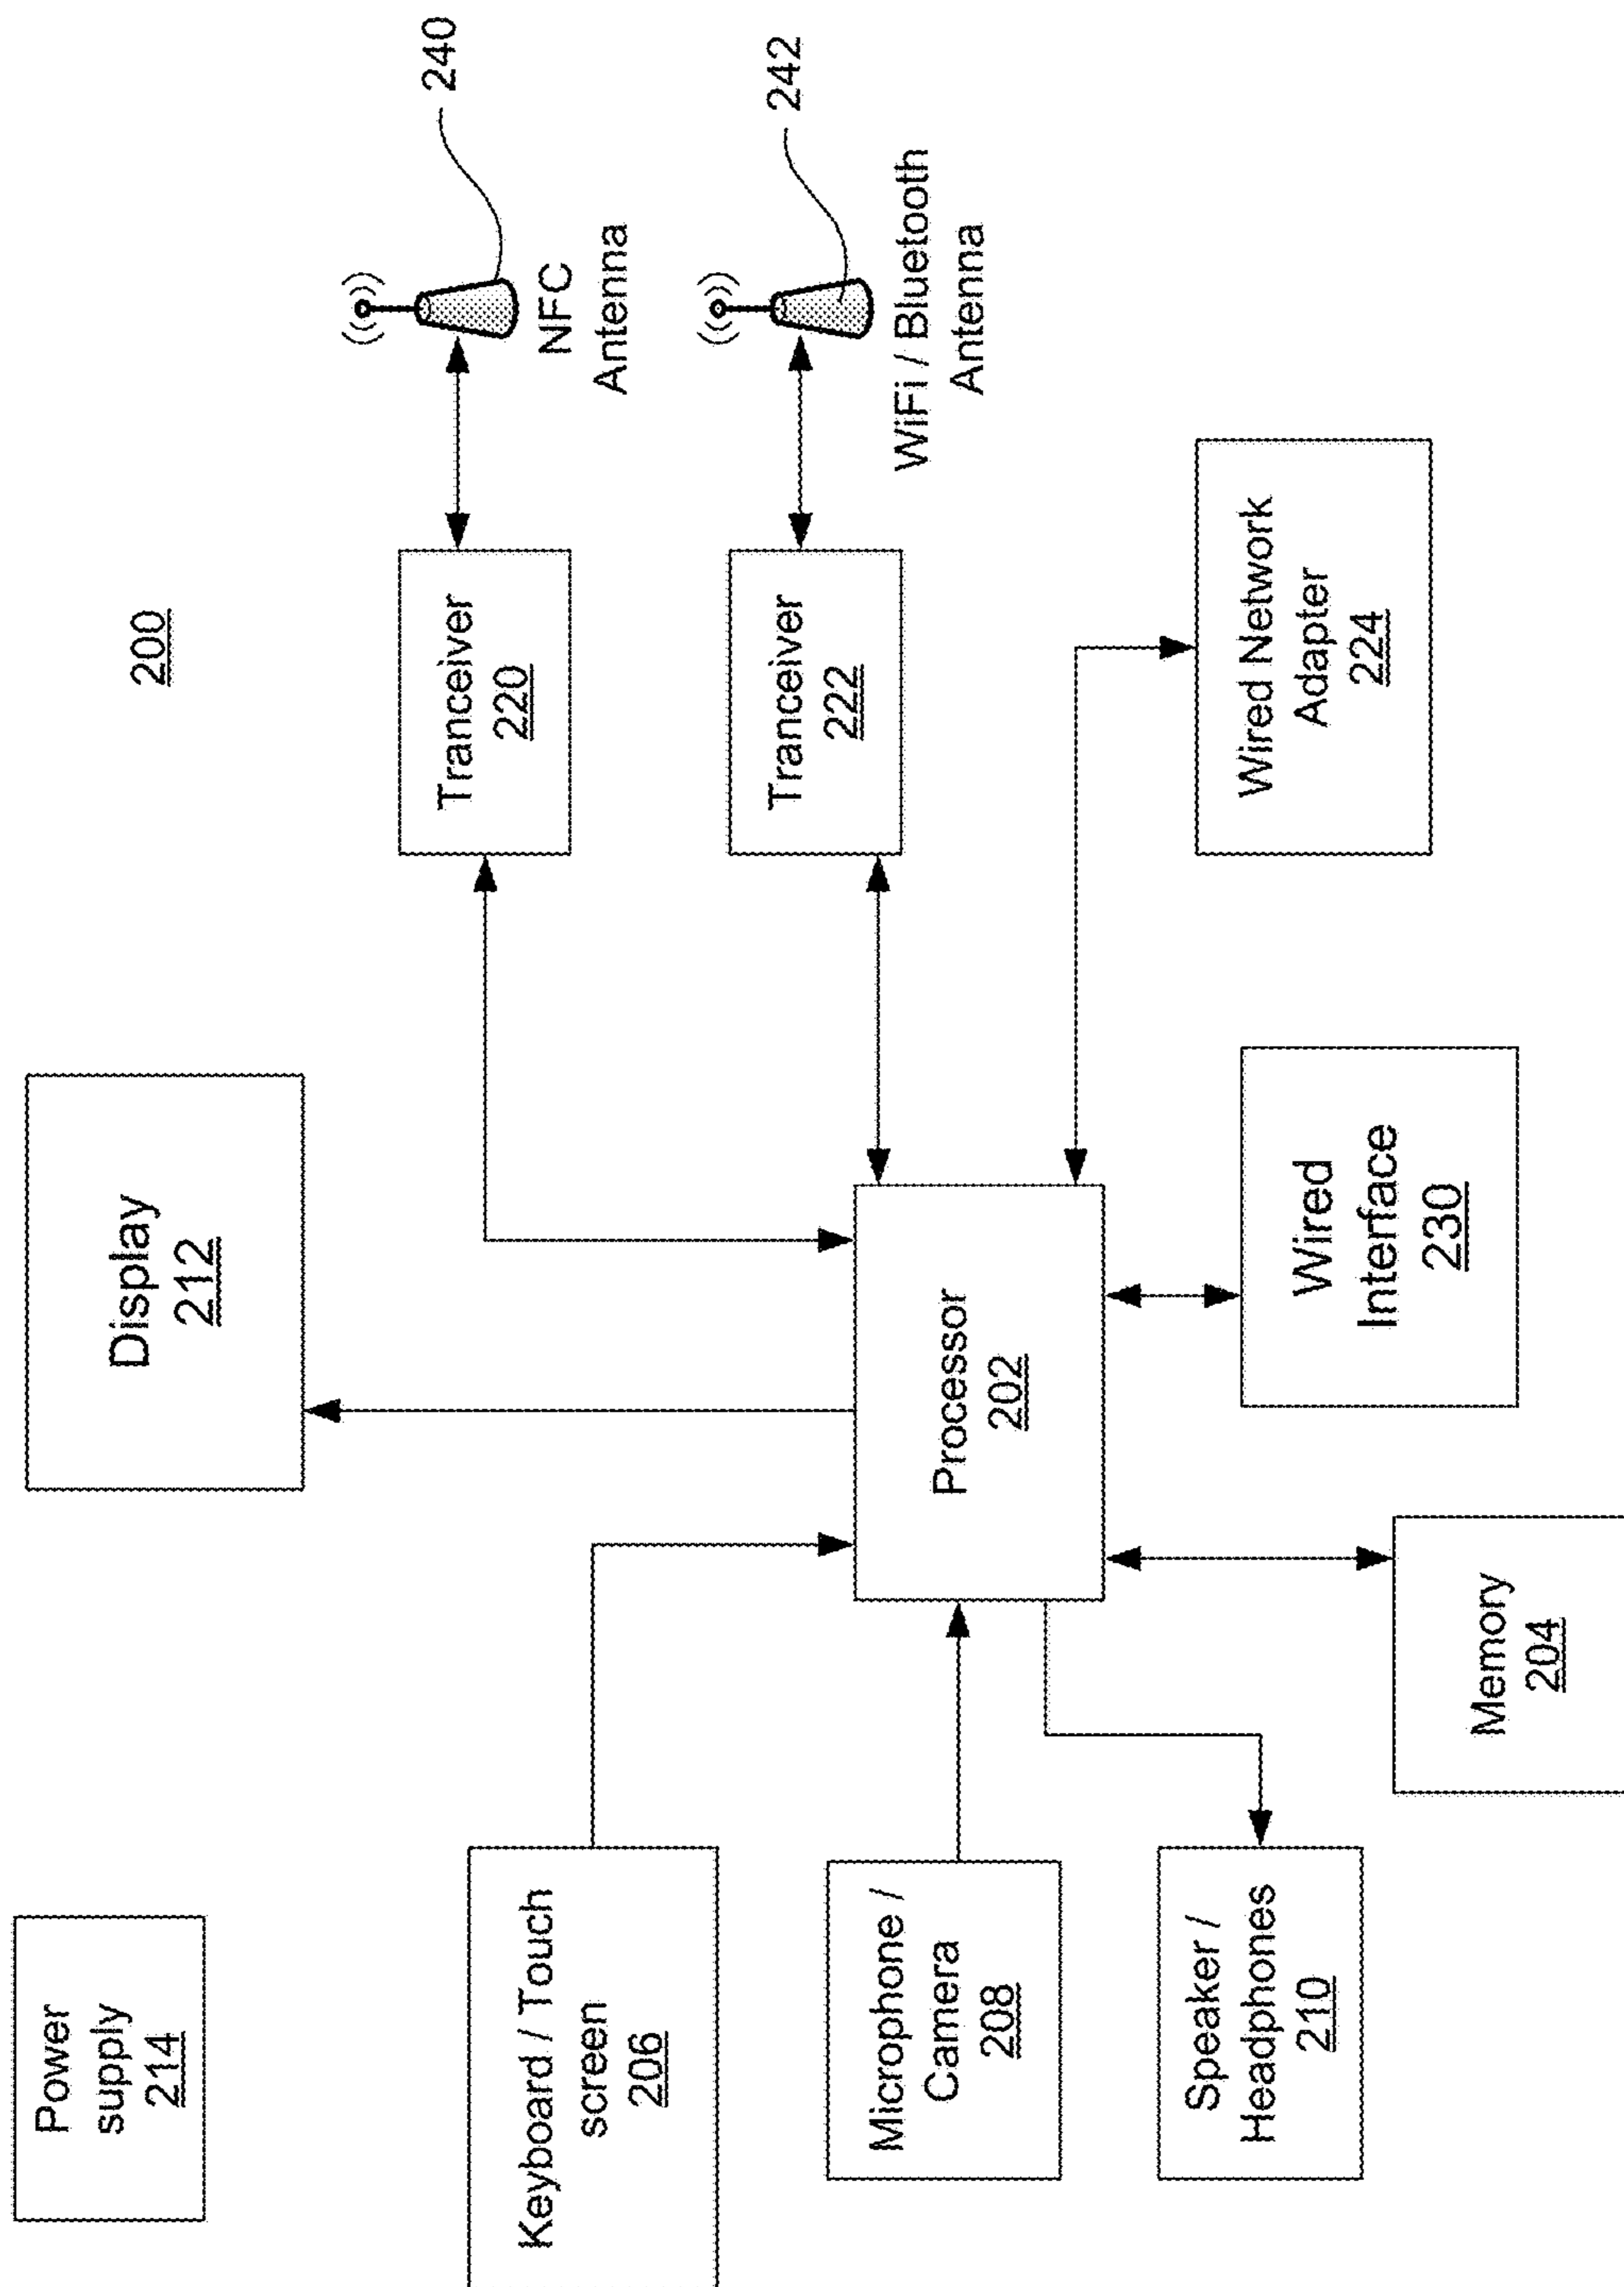 200
Power
supply
214
Display
212
Keyboard / Touch
screen
206
Tranceiver
220
240
NFC
Antenna
Microphone /
Camera
208
Processor
202
Tranceiver
222
242
WiFi / Bluetooth
Antenna
Speaker /
Headphones
210
Memory
204
Wired
Interface
230
Wired Network
Adapter
224